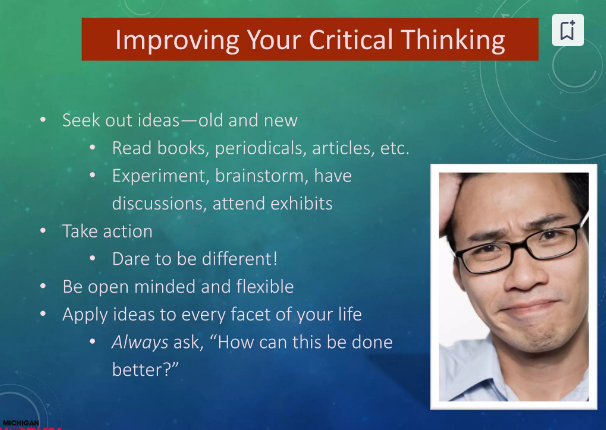 Improving Your Critical Thinking
• Seek out ideas—old and new
• Read books, periodicals, articles, etc.
• Experiment, brainstorm, have
discussions, attend exhibits
• Take action
• Dare to be different!
• Be open minded and flexible
• Apply ideas to every facet of your life
• Always ask, “How can this be done
better?”
MICHIGAN